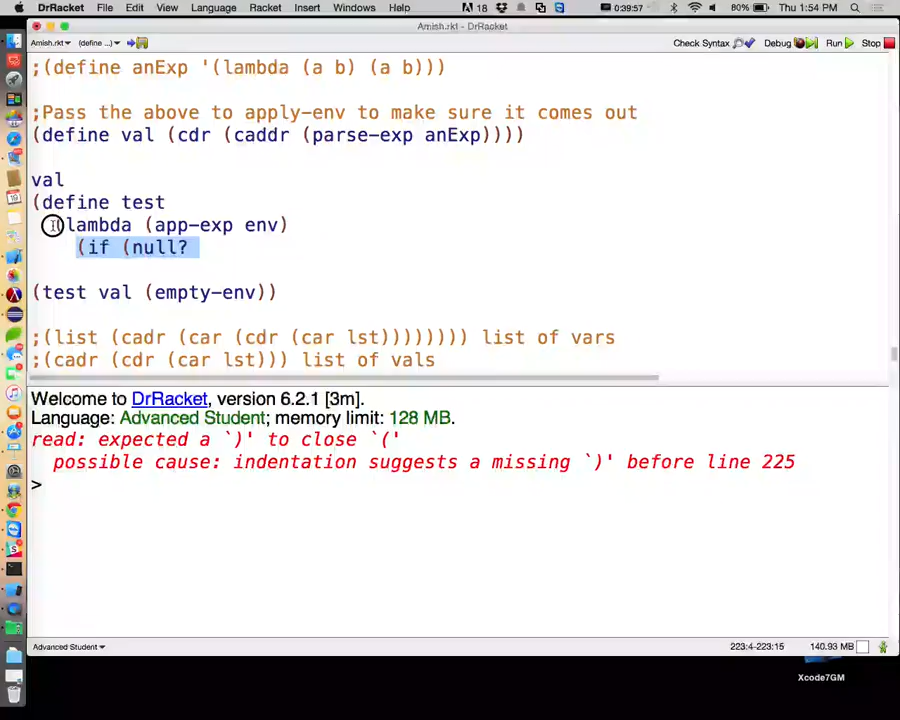 DrRacket File Edit View Language Racket Insert Windows Help 18 0:39:57 80% Thu 1:54 PM
Amish.rkt - DrRacket
Amish.rkt (define ...) Check Syntax Debug Run Stop
;(define anExp '(lambda (a b) (a b)))
;Pass the above to apply-env to make sure it comes out
(define val (cdr (caddr (parse-exp anExp))))
val
(define test
lambda (app-exp env)
(if (null?
(test val (empty-env))
;(list (cadr (car (cdr (car lst)))))))) list of vars
;(cadr (cdr (car lst))) list of vals
Welcome to DrRacket, version 6.2.1 [3m].
Language: Advanced Student; memory limit: 128 MB.
read: expected a `)' to close `('
possible cause: indentation suggests a missing `)' before line 225
>
Advanced Student 223:4-223:15 140.93 MB
Xcode7GM